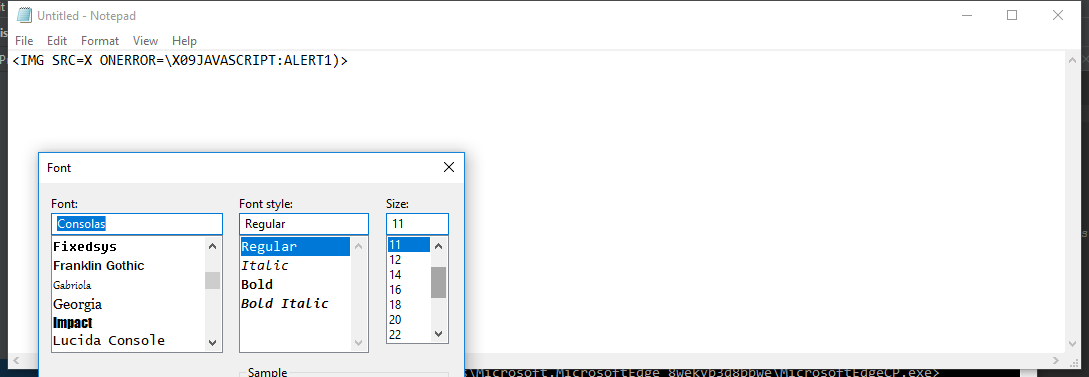 Untitled - Notepad
File Edit Format View Help
<IMG SRC=X ONERROR=\X09JAVASCRIPT:ALERT1)>
Font
Font: Font style: Size:
Consolas Regular 11
Fixedsys Regular 11
Franklin Gothic Italic 12
Gabriola Bold 14
Georgia Bold Italic 16
Impact 18
Lucida Console 20
22
Sample
\Microsoft.MicrosoftEdge_8wekyb3d8bbwe\MicrosoftEdgeCP.exe>